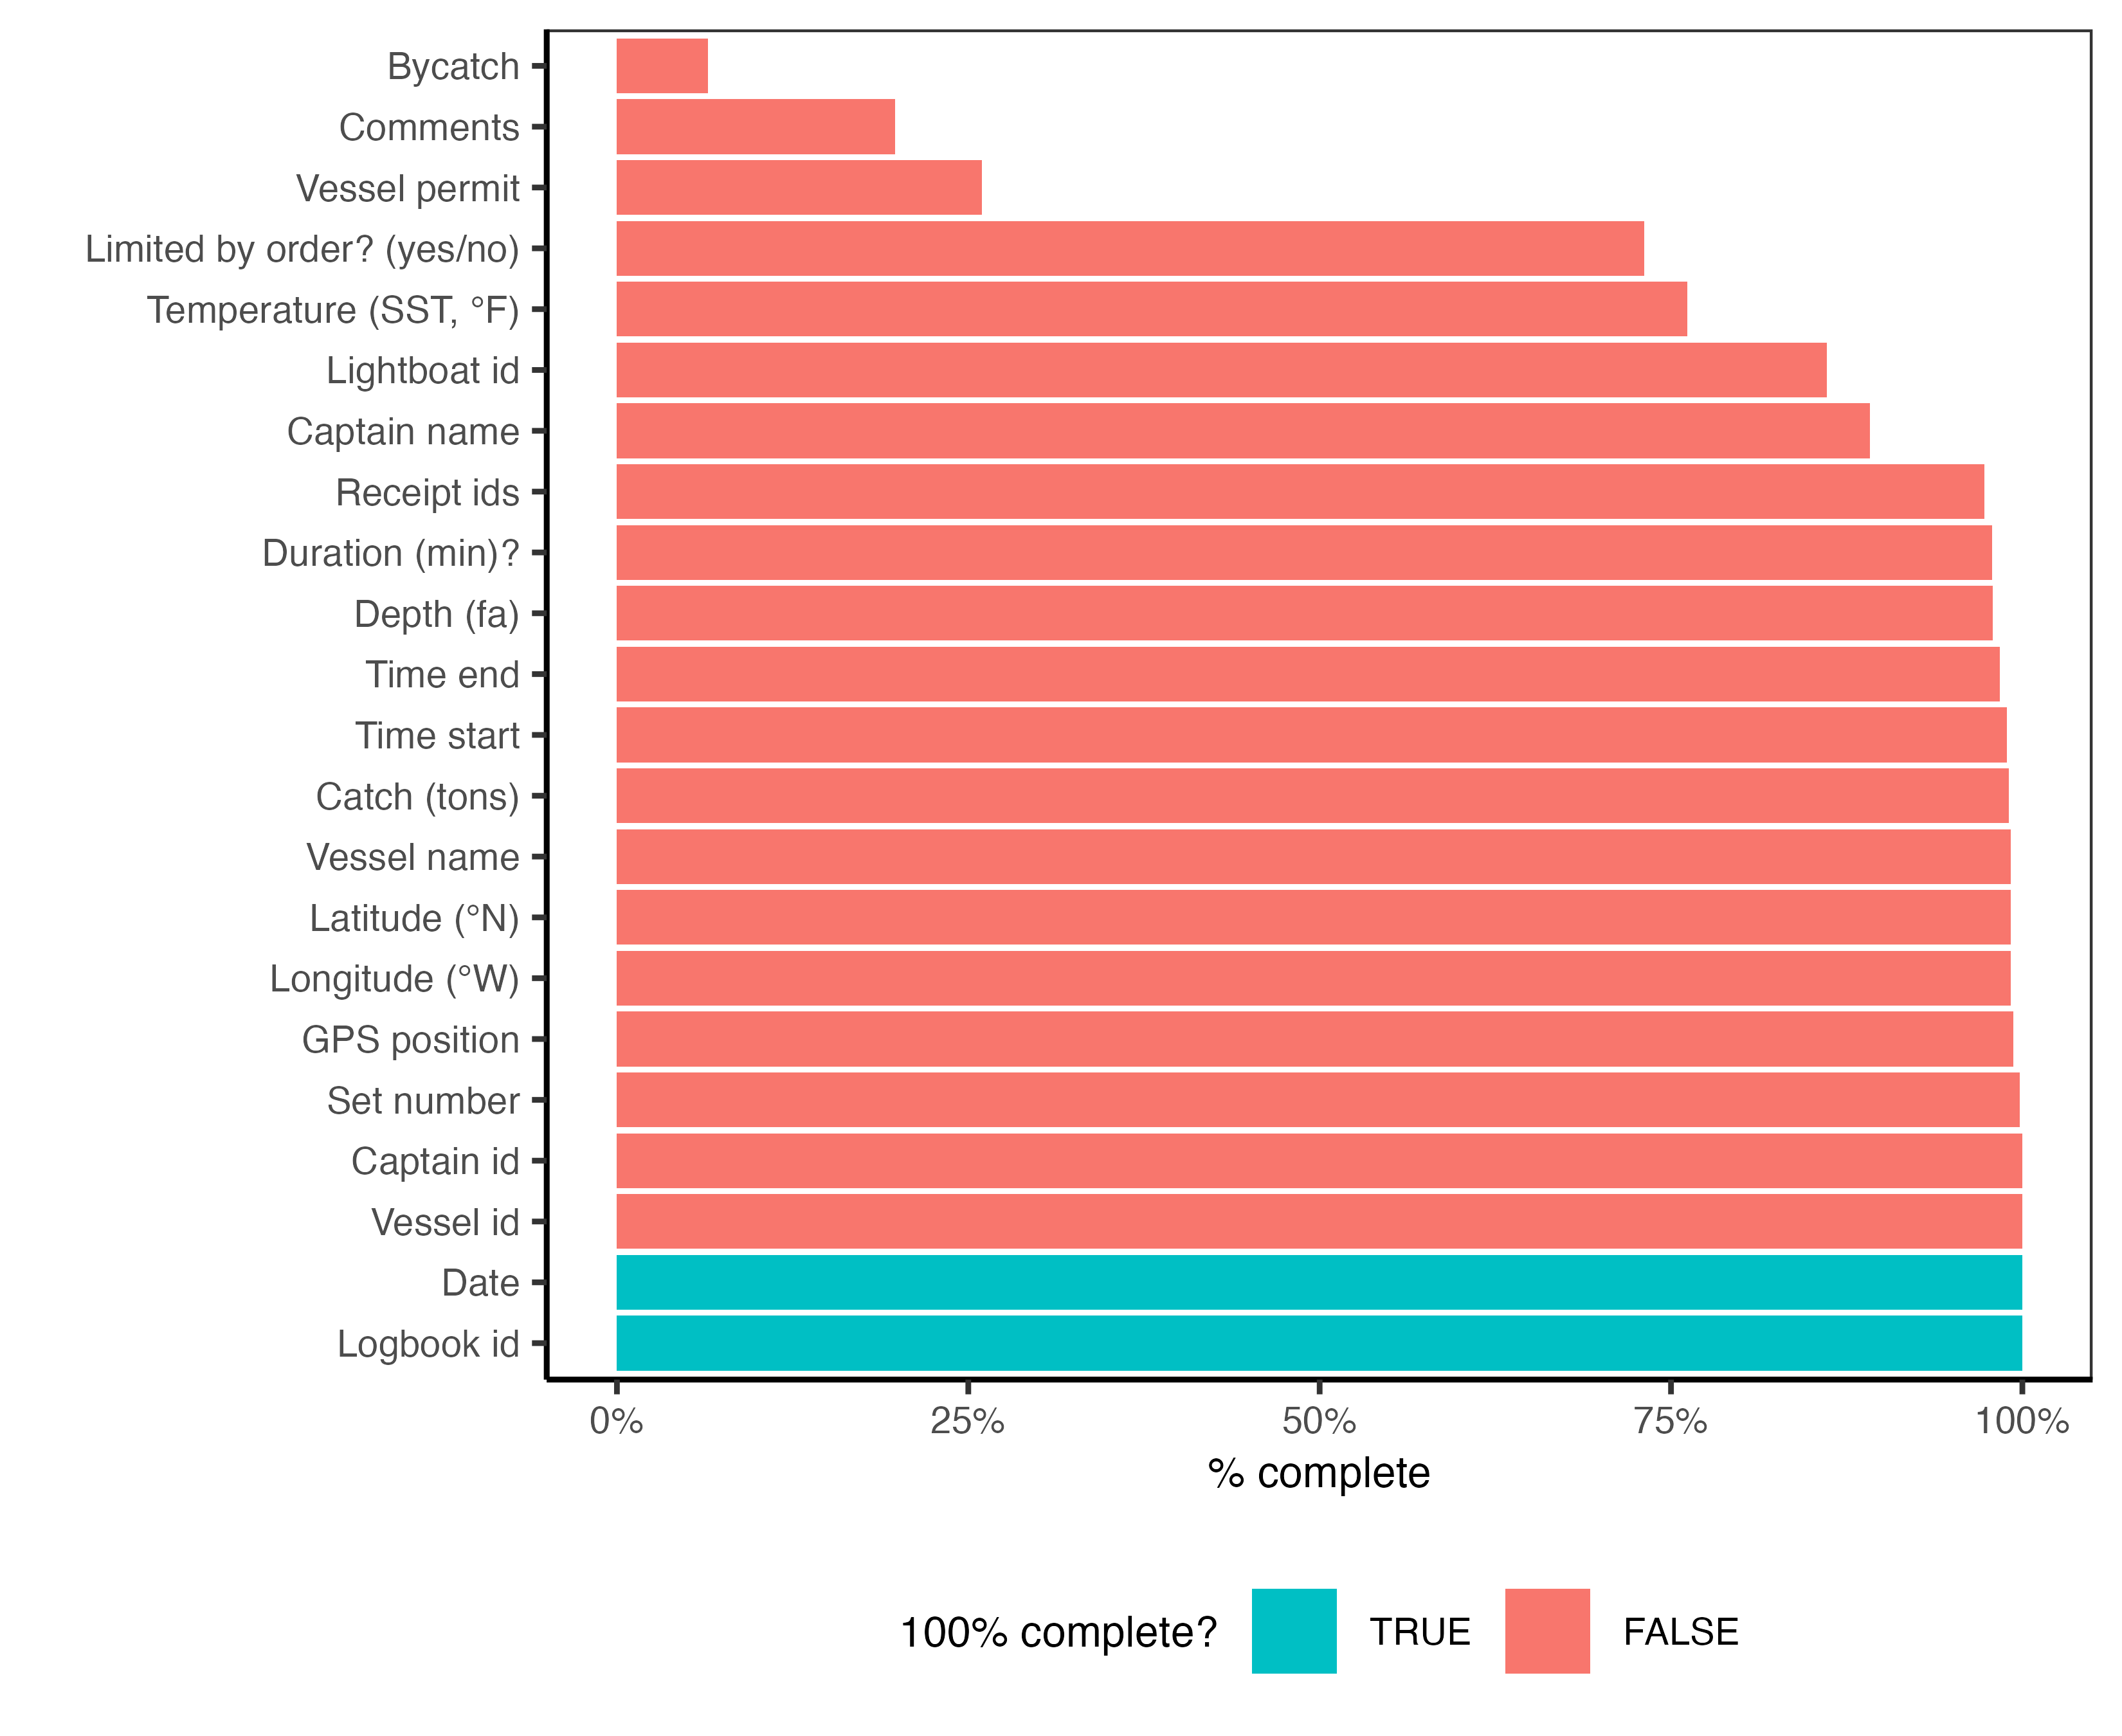 Bycatch
Comments
Vessel permit
Limited by order? (yes/no)
Temperature (SST, °F)
Lightboat id
Captain name
Receipt ids
Duration (min)?
Depth (fa)
Time end
Time start
Catch (tons)
Vessel name
Latitude (°N)
Longitude (°W)
GPS position
Set number
Captain id
Vessel id
Date
Logbook id
0% 25% 50% 75% 100%
% complete
100% complete? TRUE FALSE